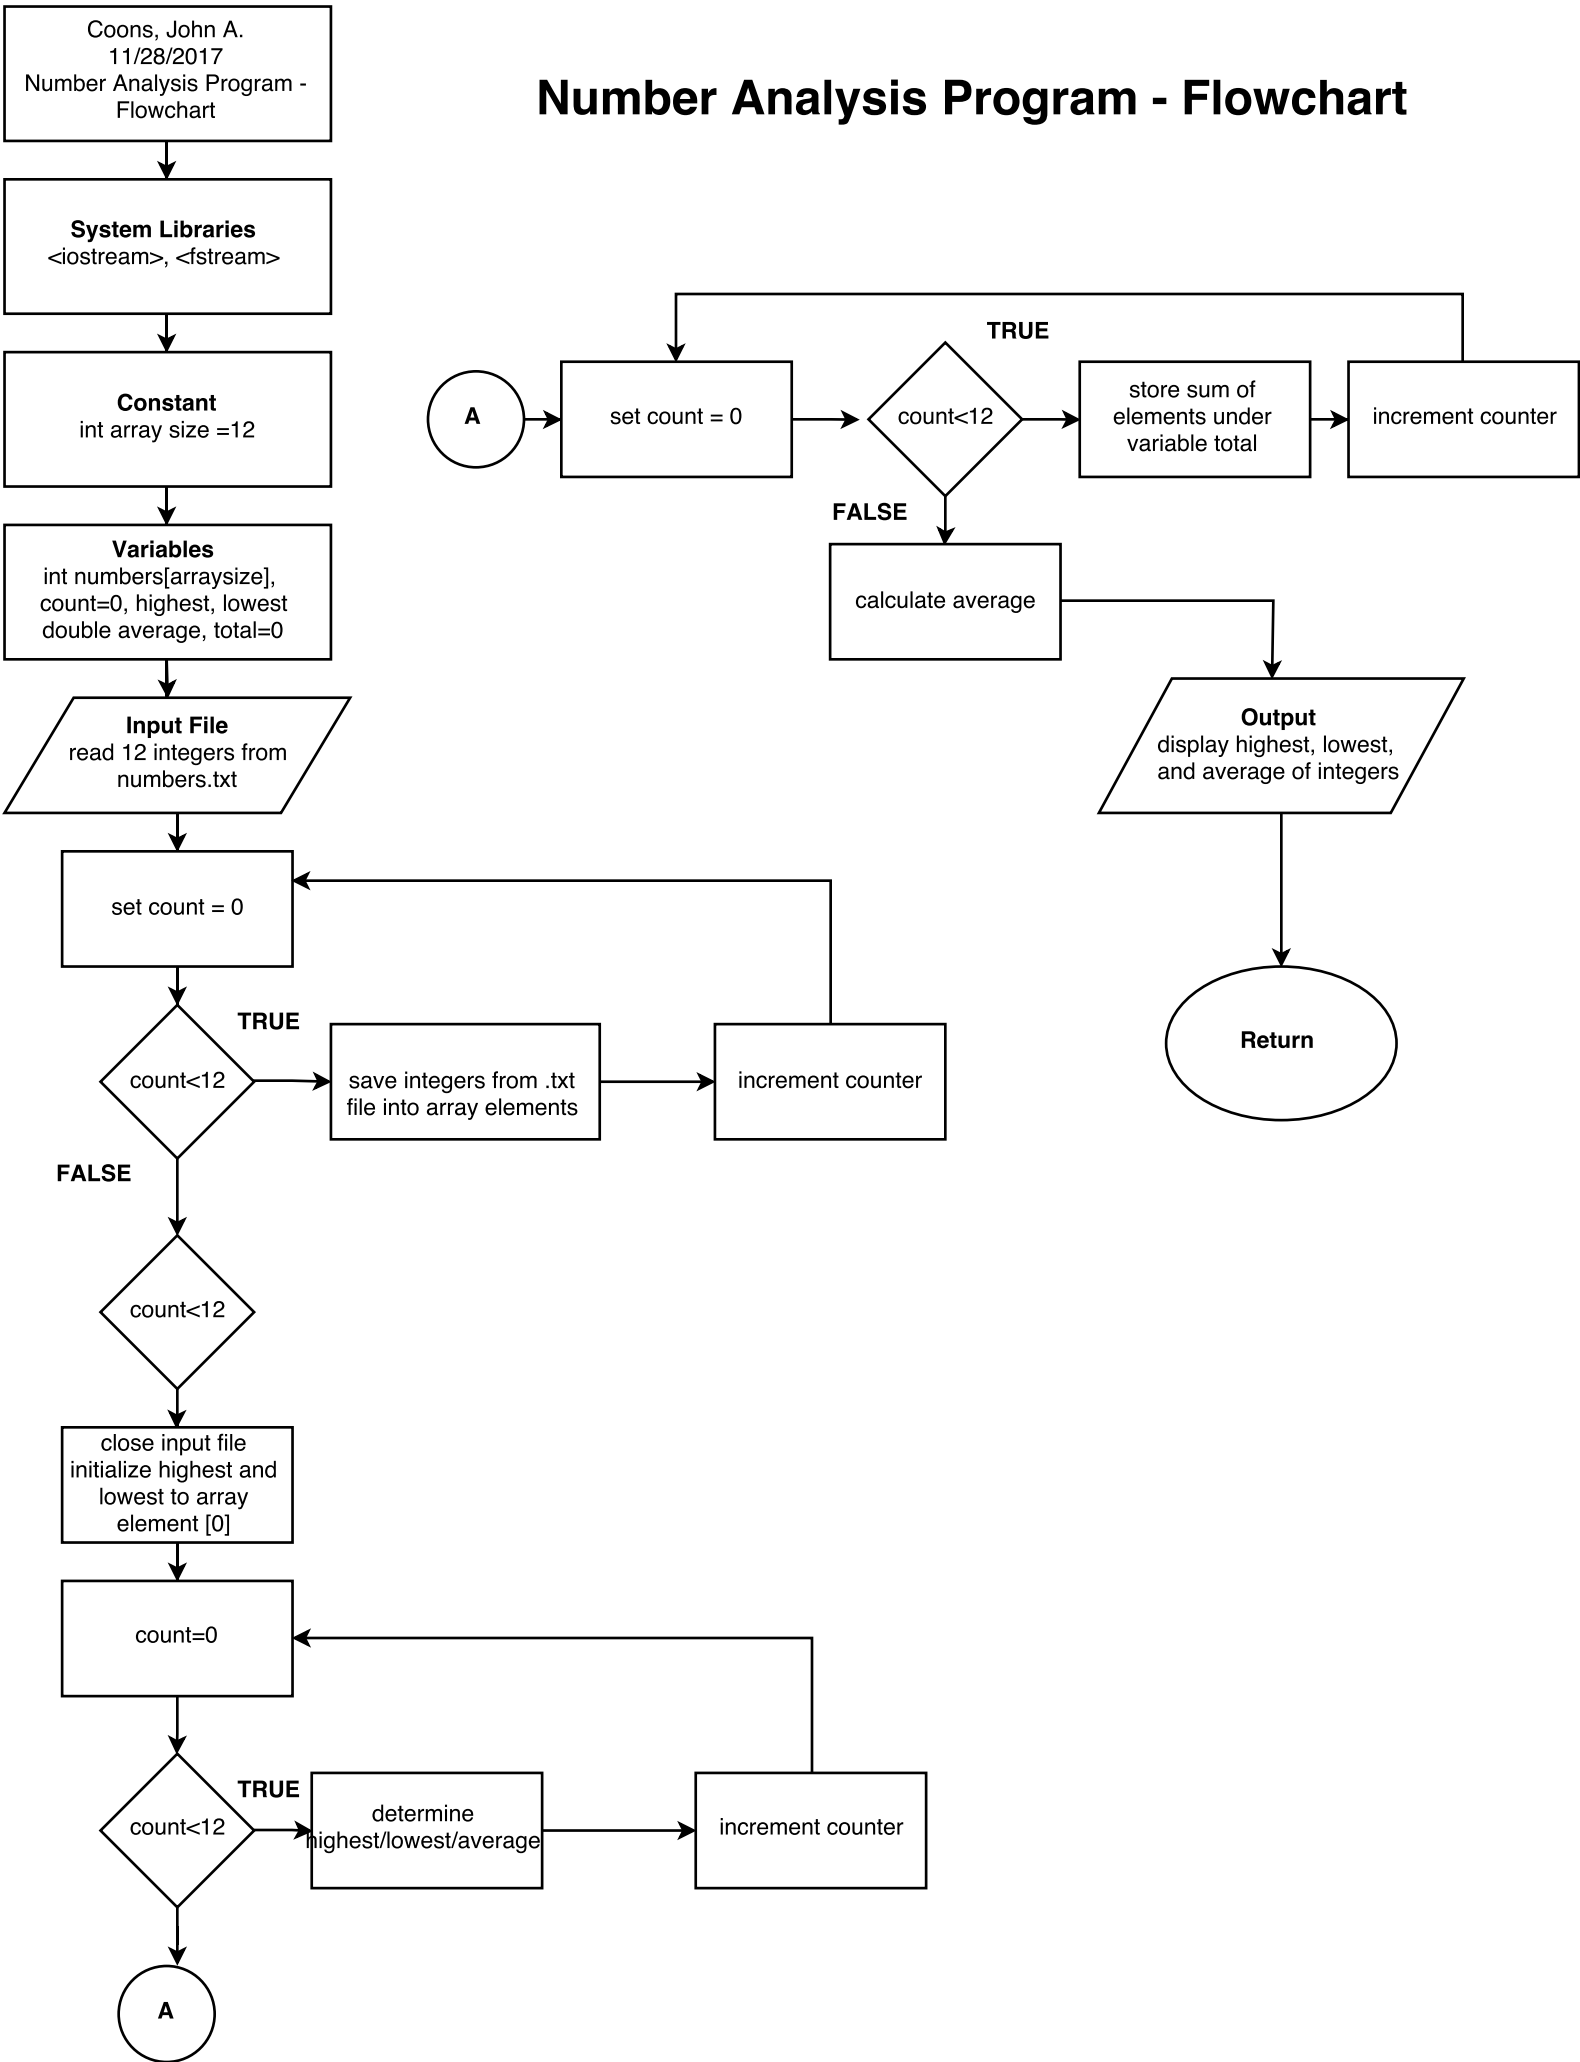 Coons, John A.
11/28/2017
Number Analysis Program -
Flowchart
Number Analysis Program - Flowchart
System Libraries
<iostream>, <fstream>
Constant
int array size =12
Variables
int numbers[arraysize],
count=0, highest, lowest
double average, total=0
Input File
read 12 integers from
numbers.txt
set count = 0
count<12
TRUE
save integers from .txt
file into array elements
increment counter
FALSE
count<12
close input file
initialize highest and
lowest to array
element [0]
count=0
count<12
TRUE
determine
highest/lowest/average
increment counter
A
A
set count = 0
count<12
TRUE
store sum of
elements under
variable total
increment counter
FALSE
calculate average
Output
display highest, lowest,
and average of integers
Return